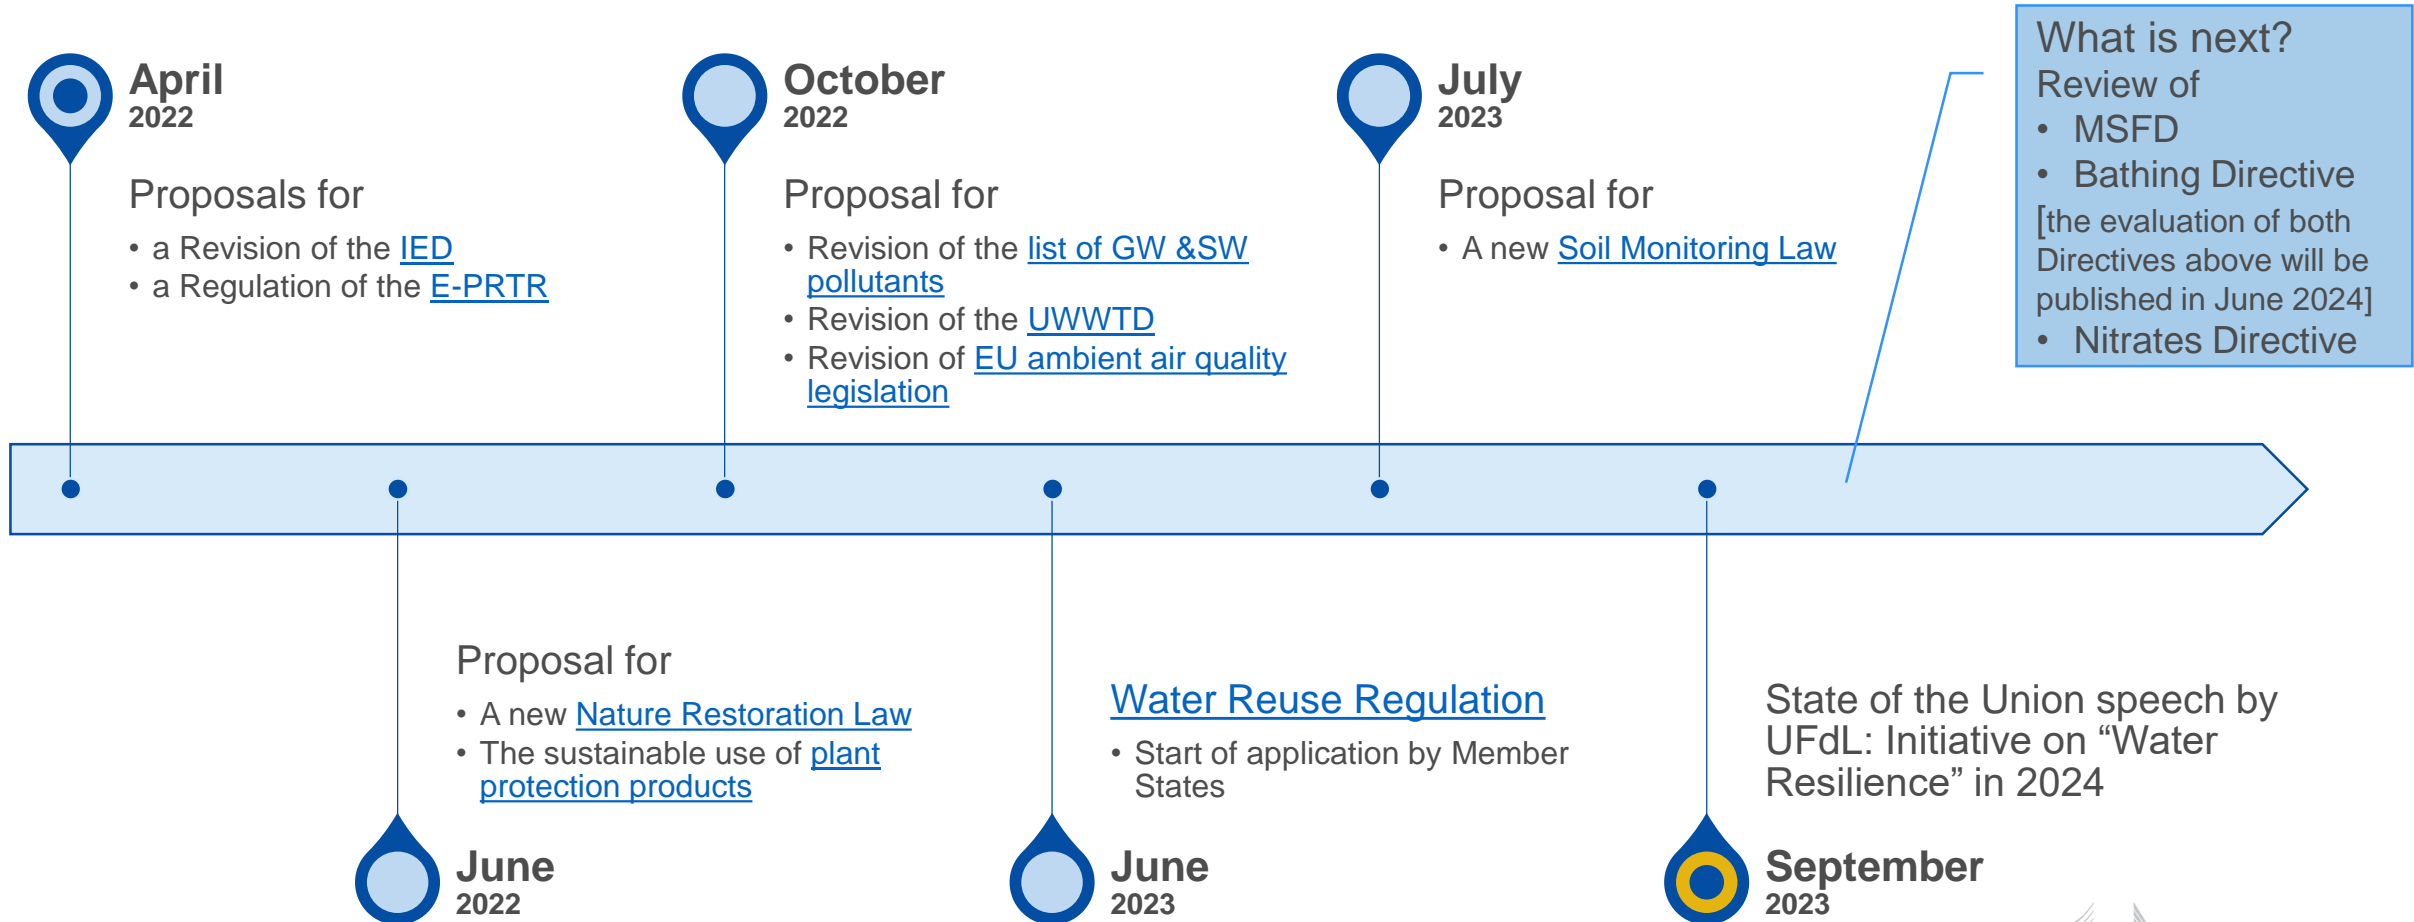 April
2022
Proposals for
• a Revision of the IED
• a Regulation of the E-PRTR
October
2022
Proposal for
• Revision of the list of GW &SW
pollutants
• Revision of the UWWTD
• Revision of EU ambient air quality
legislation
July
2023
Proposal for
• A new Soil Monitoring Law
What is next?
Review of
• MSFD
• Bathing Directive
[the evaluation of both
Directives above will be
published in June 2024]
• Nitrates Directive
Proposal for
• A new Nature Restoration Law
• The sustainable use of plant
protection products
June
2022
Water Reuse Regulation
• Start of application by Member
States
June
2023
State of the Union speech by
UFdL: Initiative on “Water
Resilience” in 2024
September
2023